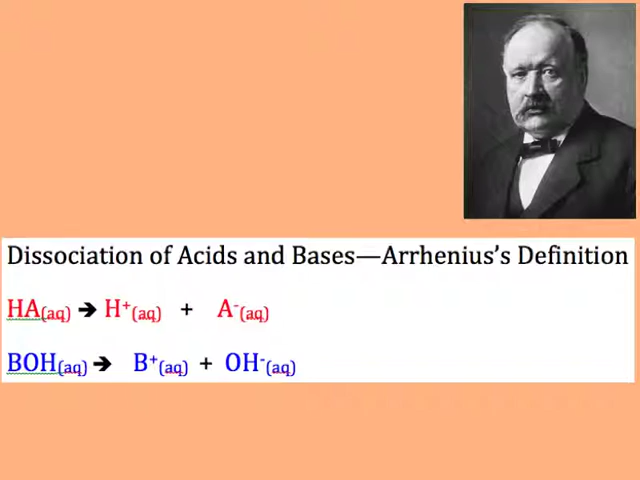 Dissociation of Acids and Bases—Arrhenius's Definition
HA(aq) ➔ H⁺(aq) + A⁻(aq)
BOH(aq) ➔ B⁺(aq) + OH⁻(aq)